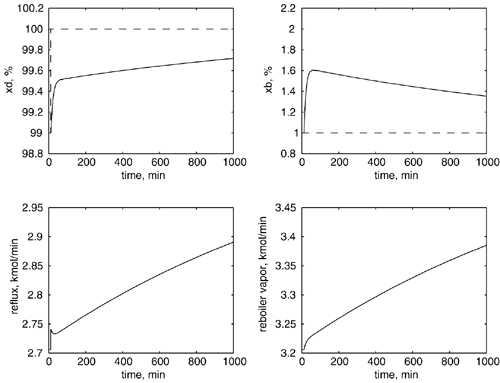 100.2
100
99.8
99.6
99.4
99.2
99
98.8
xd, %
0 200 400 600 800 1000
time, min
2.2
2
1.8
1.6
1.4
1.2
1
0.8
xb, %
0 200 400 600 800 1000
time, min
2.95
2.9
2.85
2.8
2.75
2.7
reflux, kcmol/min
0 200 400 600 800 1000
time, min
3.45
3.4
3.35
3.3
3.25
3.2
reboiler vapor, kcmol/min
0 200 400 600 800 1000
time, min